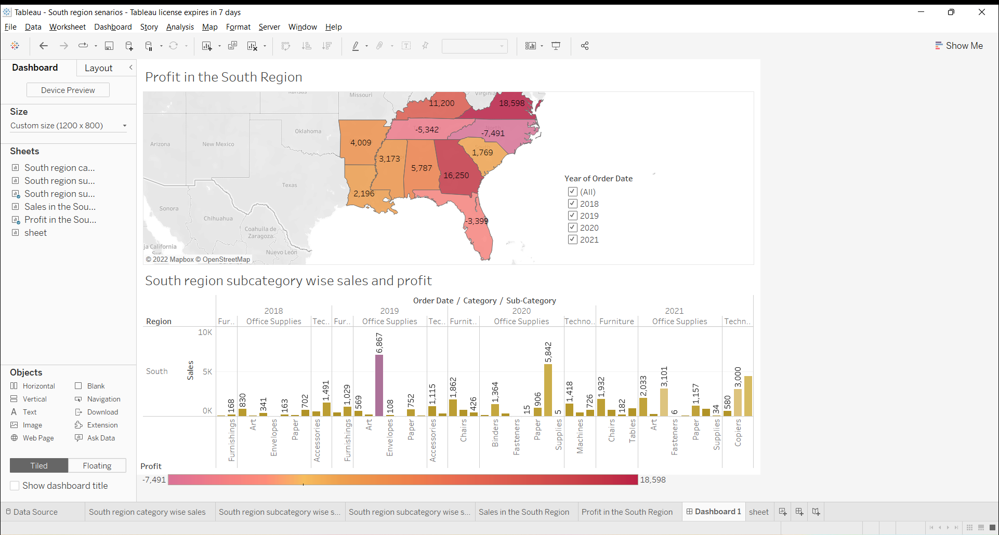 Tableau - South region senarios - Tableau license expires in 7 days
File Data Worksheet Dashboard Story Analysis Map Format Server Window Help
Show Me
Dashboard
Layout
Device Preview
Size
Custom size (1200 x 800)
Sheets
South region ca...
South region su...
South region su...
Sales in the Sou...
Profit in the Sou...
sheet
Objects
Horizontal
Blank
Vertical
Navigation
Text
Download
Image
Extension
Web Page
Ask Data
Tiled
Floating
Show dashboard title
Profit in the South Region
Kansas
Missouri
Virginia
11,200
18,598
Oklahoma
-5,342
North
-7,491
Arizona
New Mexico
4,009
1,769
3,173
5,787
16,250
Texas
2,196
Sonora
Chihuahua
-3,399
Coahuila de
Zaragoza
ja California
Sur
Nuevo León
© 2022 Mapbox © OpenStreetMap
Year of Order Date
(All)
2018
2019
2020
2021
South region subcategory wise sales and profit
Order Date / Category / Sub-Category
2018 2019 2020 2021
Region
Fur.. Office Supplies Tec.. Fur.. Office Supplies Tec.. Furnit.. Office Supplies Techno.. Furniture Office Supplies Techn..
10K
5K
0K
Sales
South
168 830 341 163 702 1,491 1,029 569 6,867 108 752 1,115 1,862 426 1,364 15 906 5,842 5 1,418 726 1,932 182 2,033 3,101 6 1,157 34 580 3,000
Furnishings Art Envelopes Paper Accessories Furnishings Art Envelopes Paper Accessories Chairs Binders Fasteners Paper Supplies Machines Chairs Tables Art Fasteners Paper Supplies Copiers
Profit
-7,491
18,598
Data Source
South region category wise sales
South region subcategory wise s...
South region subcategory wise s...
Sales in the South Region
Profit in the South Region
Dashboard 1
sheet